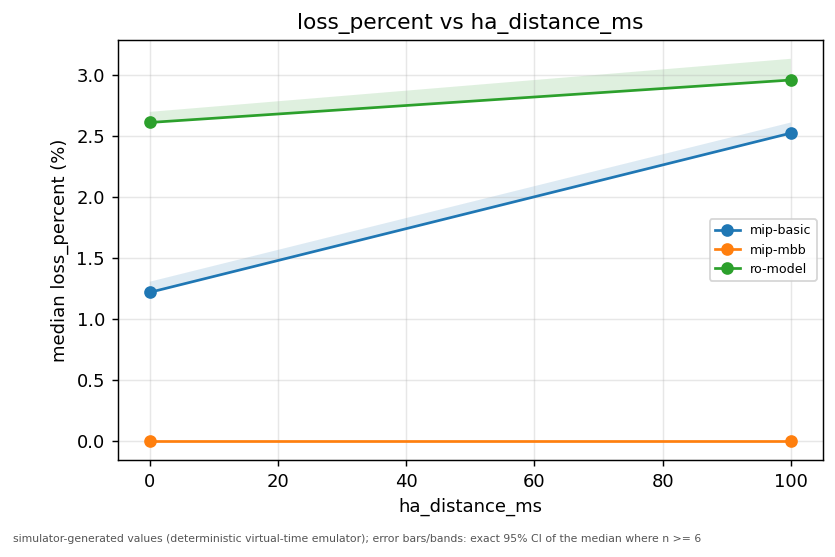 loss_percent vs ha_distance_ms
median loss_percent (%)
3.0
2.5
2.0
1.5
1.0
0.5
0.0
mip-basic
mip-mbb
ro-model
0 20 40 60 80 100
ha_distance_ms
simulator-generated values (deterministic virtual-time emulator); error bars/bands: exact 95% CI of the median where n >= 6